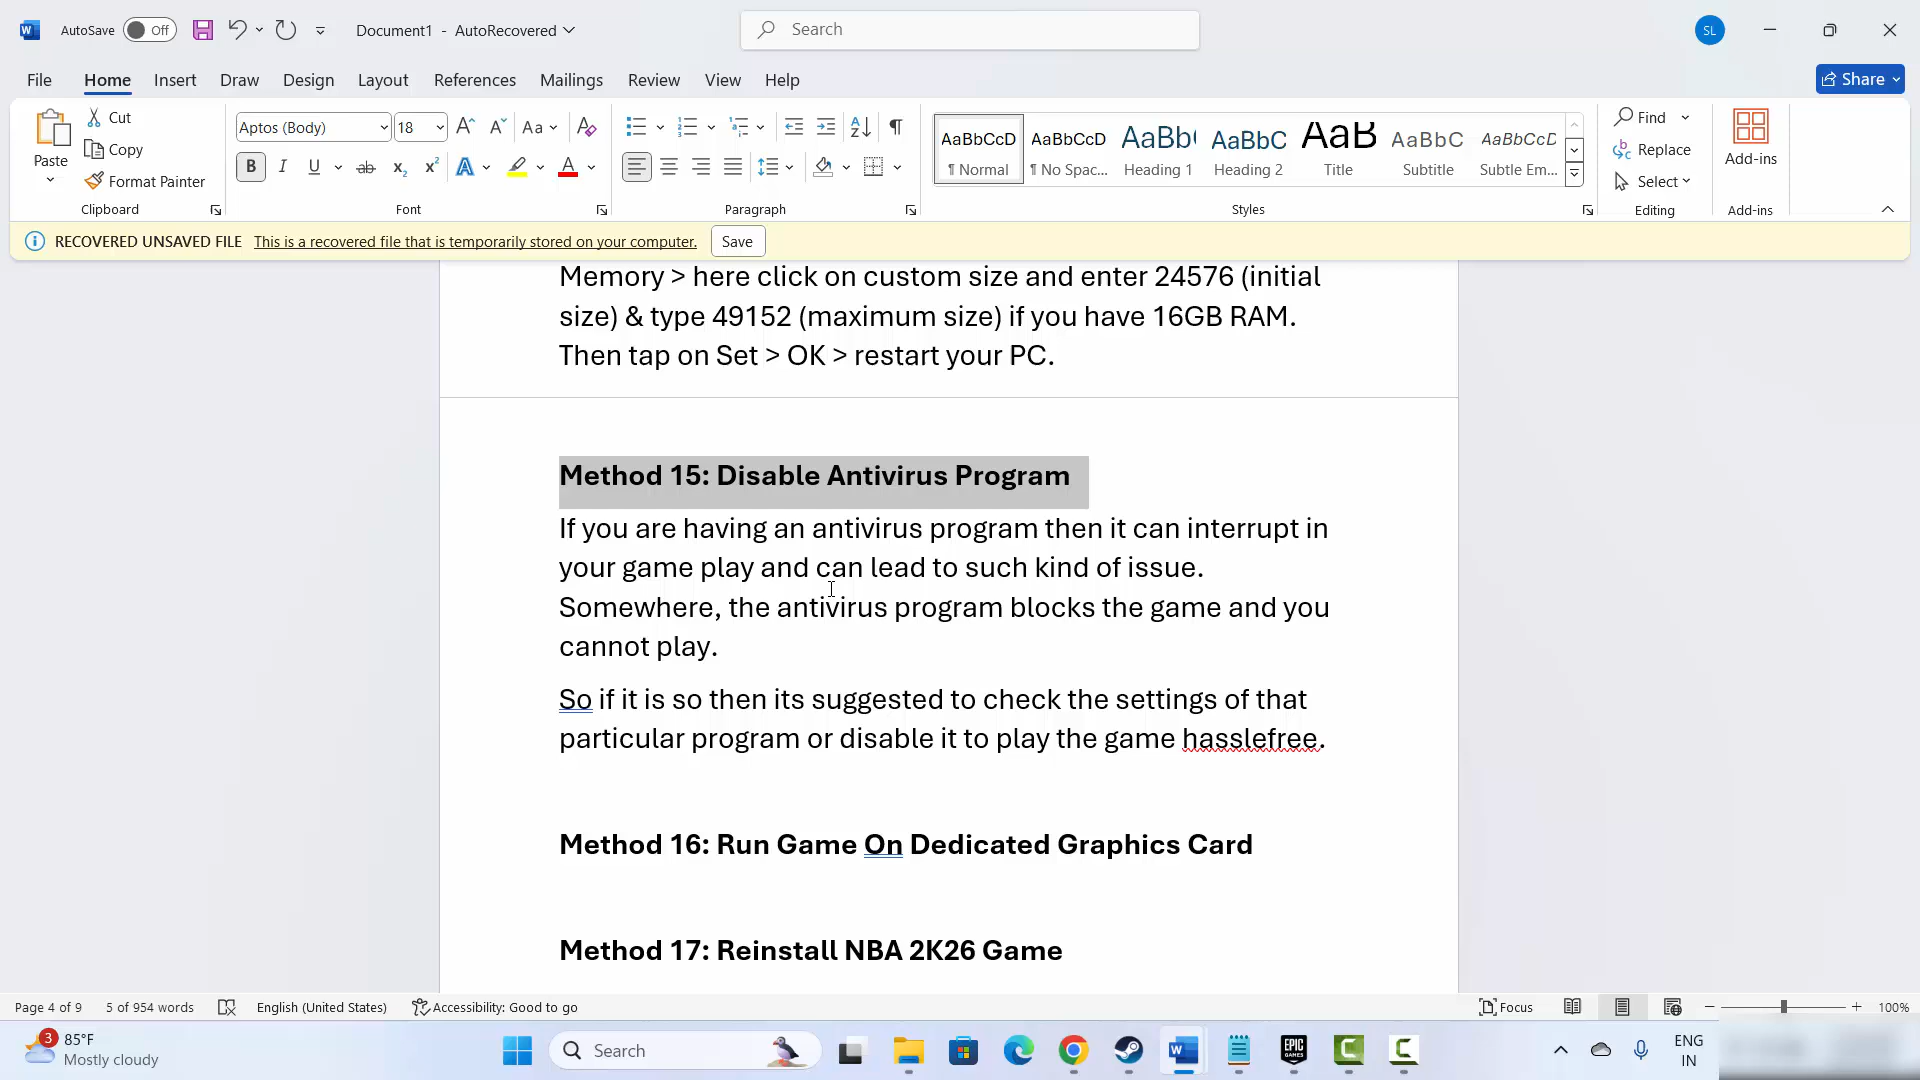 AutoSave Off Document1 - AutoRecovered Search SL
File Home Insert Draw Design Layout References Mailings Review View Help Share
Paste Cut Copy Format Painter Clipboard
Aptos (Body) 18 Aa
B I U ab x₂ x² A A Font
Paragraph
AaBbCcD AaBbCcD AaBb( AaBbC AaB AaBbC AaBbCcD
¶ Normal ¶ No Spac... Heading 1 Heading 2 Title Subtitle Subtle Em...
Styles
Find Replace Select Editing
Add-ins Add-ins
RECOVERED UNSAVED FILE This is a recovered file that is temporarily stored on your computer. Save
Memory > here click on custom size and enter 24576 (initial
size) & type 49152 (maximum size) if you have 16GB RAM.
Then tap on Set > OK > restart your PC.
Method 15: Disable Antivirus Program
If you are having an antivirus program then it can interrupt in
your game play and can lead to such kind of issue.
Somewhere, the antivirus program blocks the game and you
cannot play.
So if it is so then its suggested to check the settings of that
particular program or disable it to play the game hasslefree.
Method 16: Run Game On Dedicated Graphics Card
Method 17: Reinstall NBA 2K26 Game
Page 4 of 9 5 of 954 words English (United States) Accessibility: Good to go Focus 100%
3 85°F
Mostly cloudy
Search
EPIC GAMES
ENG
IN